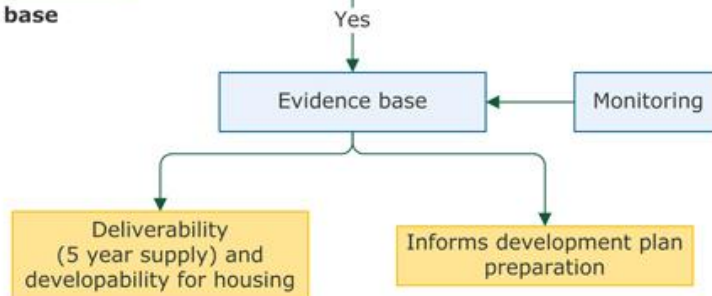 base
Yes
Evidence base
Monitoring
Deliverability
(5 year supply) and
developability for housing
Informs development plan
preparation